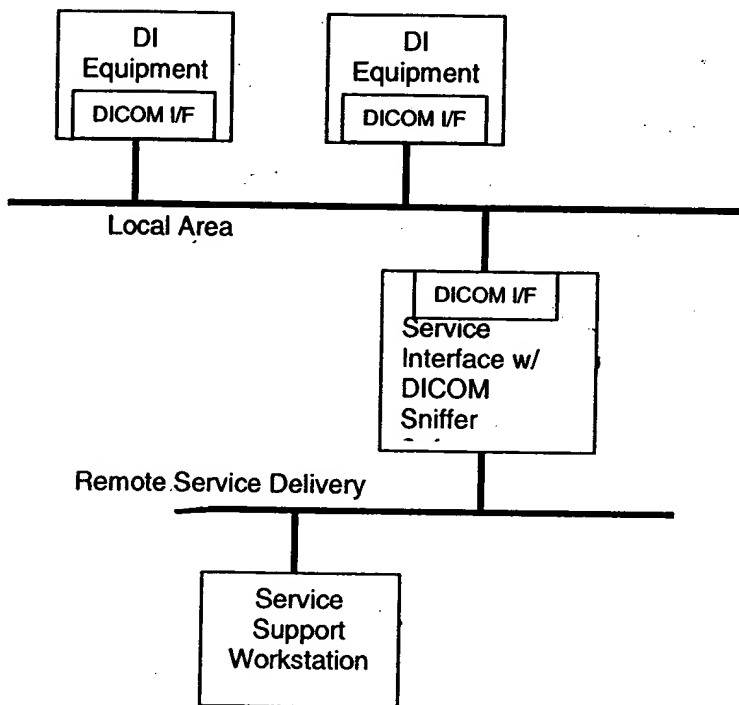 DI
Equipment
DICOM I/F
DI
Equipment
DICOM I/F
Local Area
DICOM I/F
Service
Interface w/
DICOM
Sniffer
Remote Service Delivery
Service
Support
Workstation